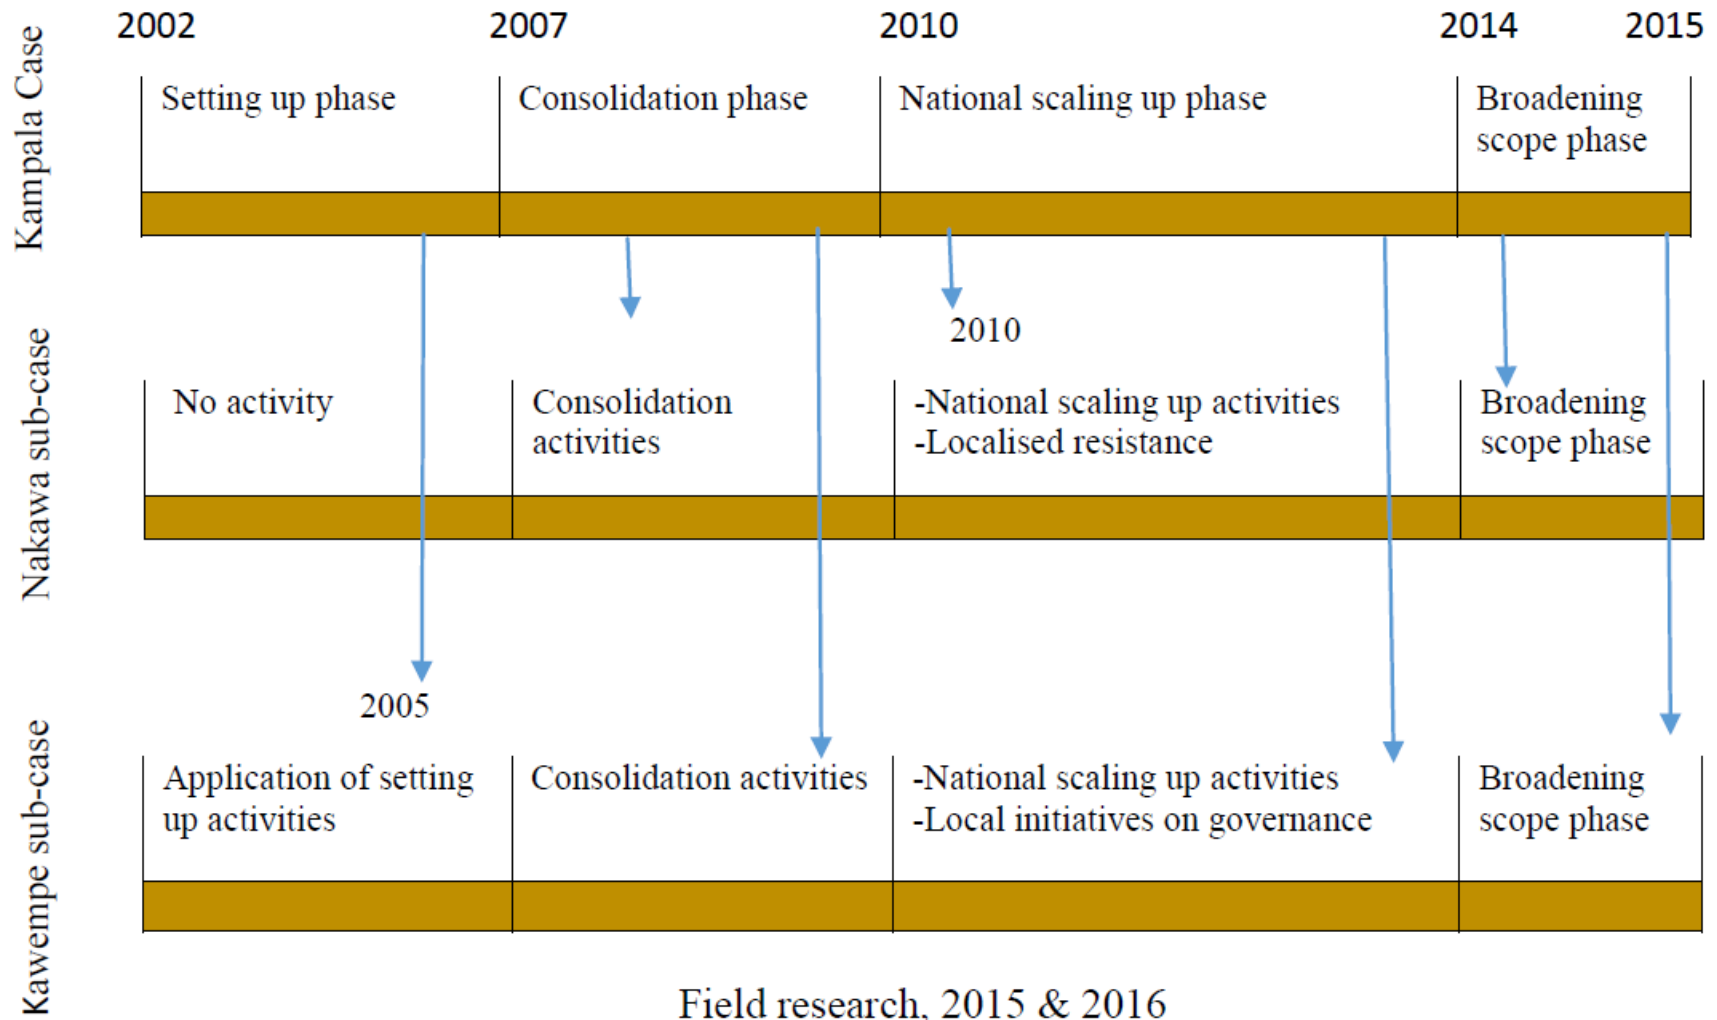 2002 2007 2010 2014 2015
Kampala Case
Setting up phase
Consolidation phase
National scaling up phase
Broadening
scope phase
2010
Nakawa sub-case
No activity
Consolidation
activities
-National scaling up activities
-Localised resistance
Broadening
scope phase
2005
Kawempe sub-case
Application of setting
up activities
Consolidation activities
-National scaling up activities
-Local initiatives on governance
Broadening
scope phase
Field research, 2015 & 2016